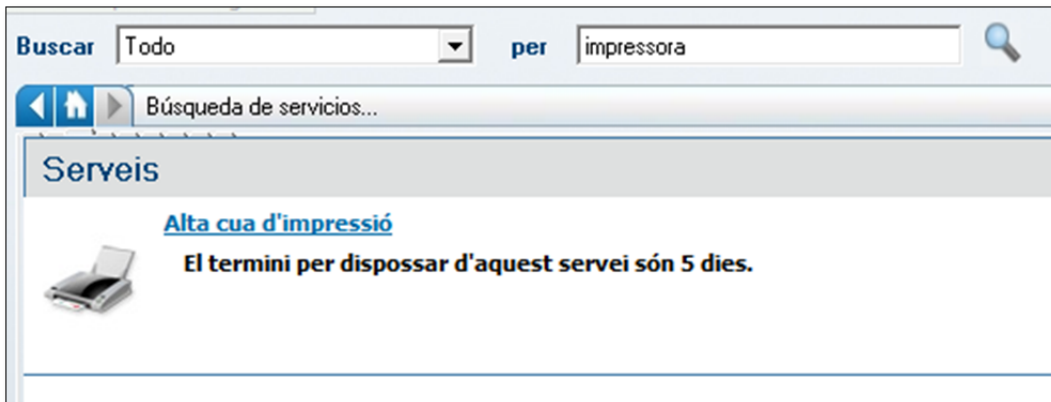 Buscar Todo per impressora
Búsqueda de servicios...
Serveis
Alta cua d'impressió
El termini per dispossar d'aquest servei són 5 dies.